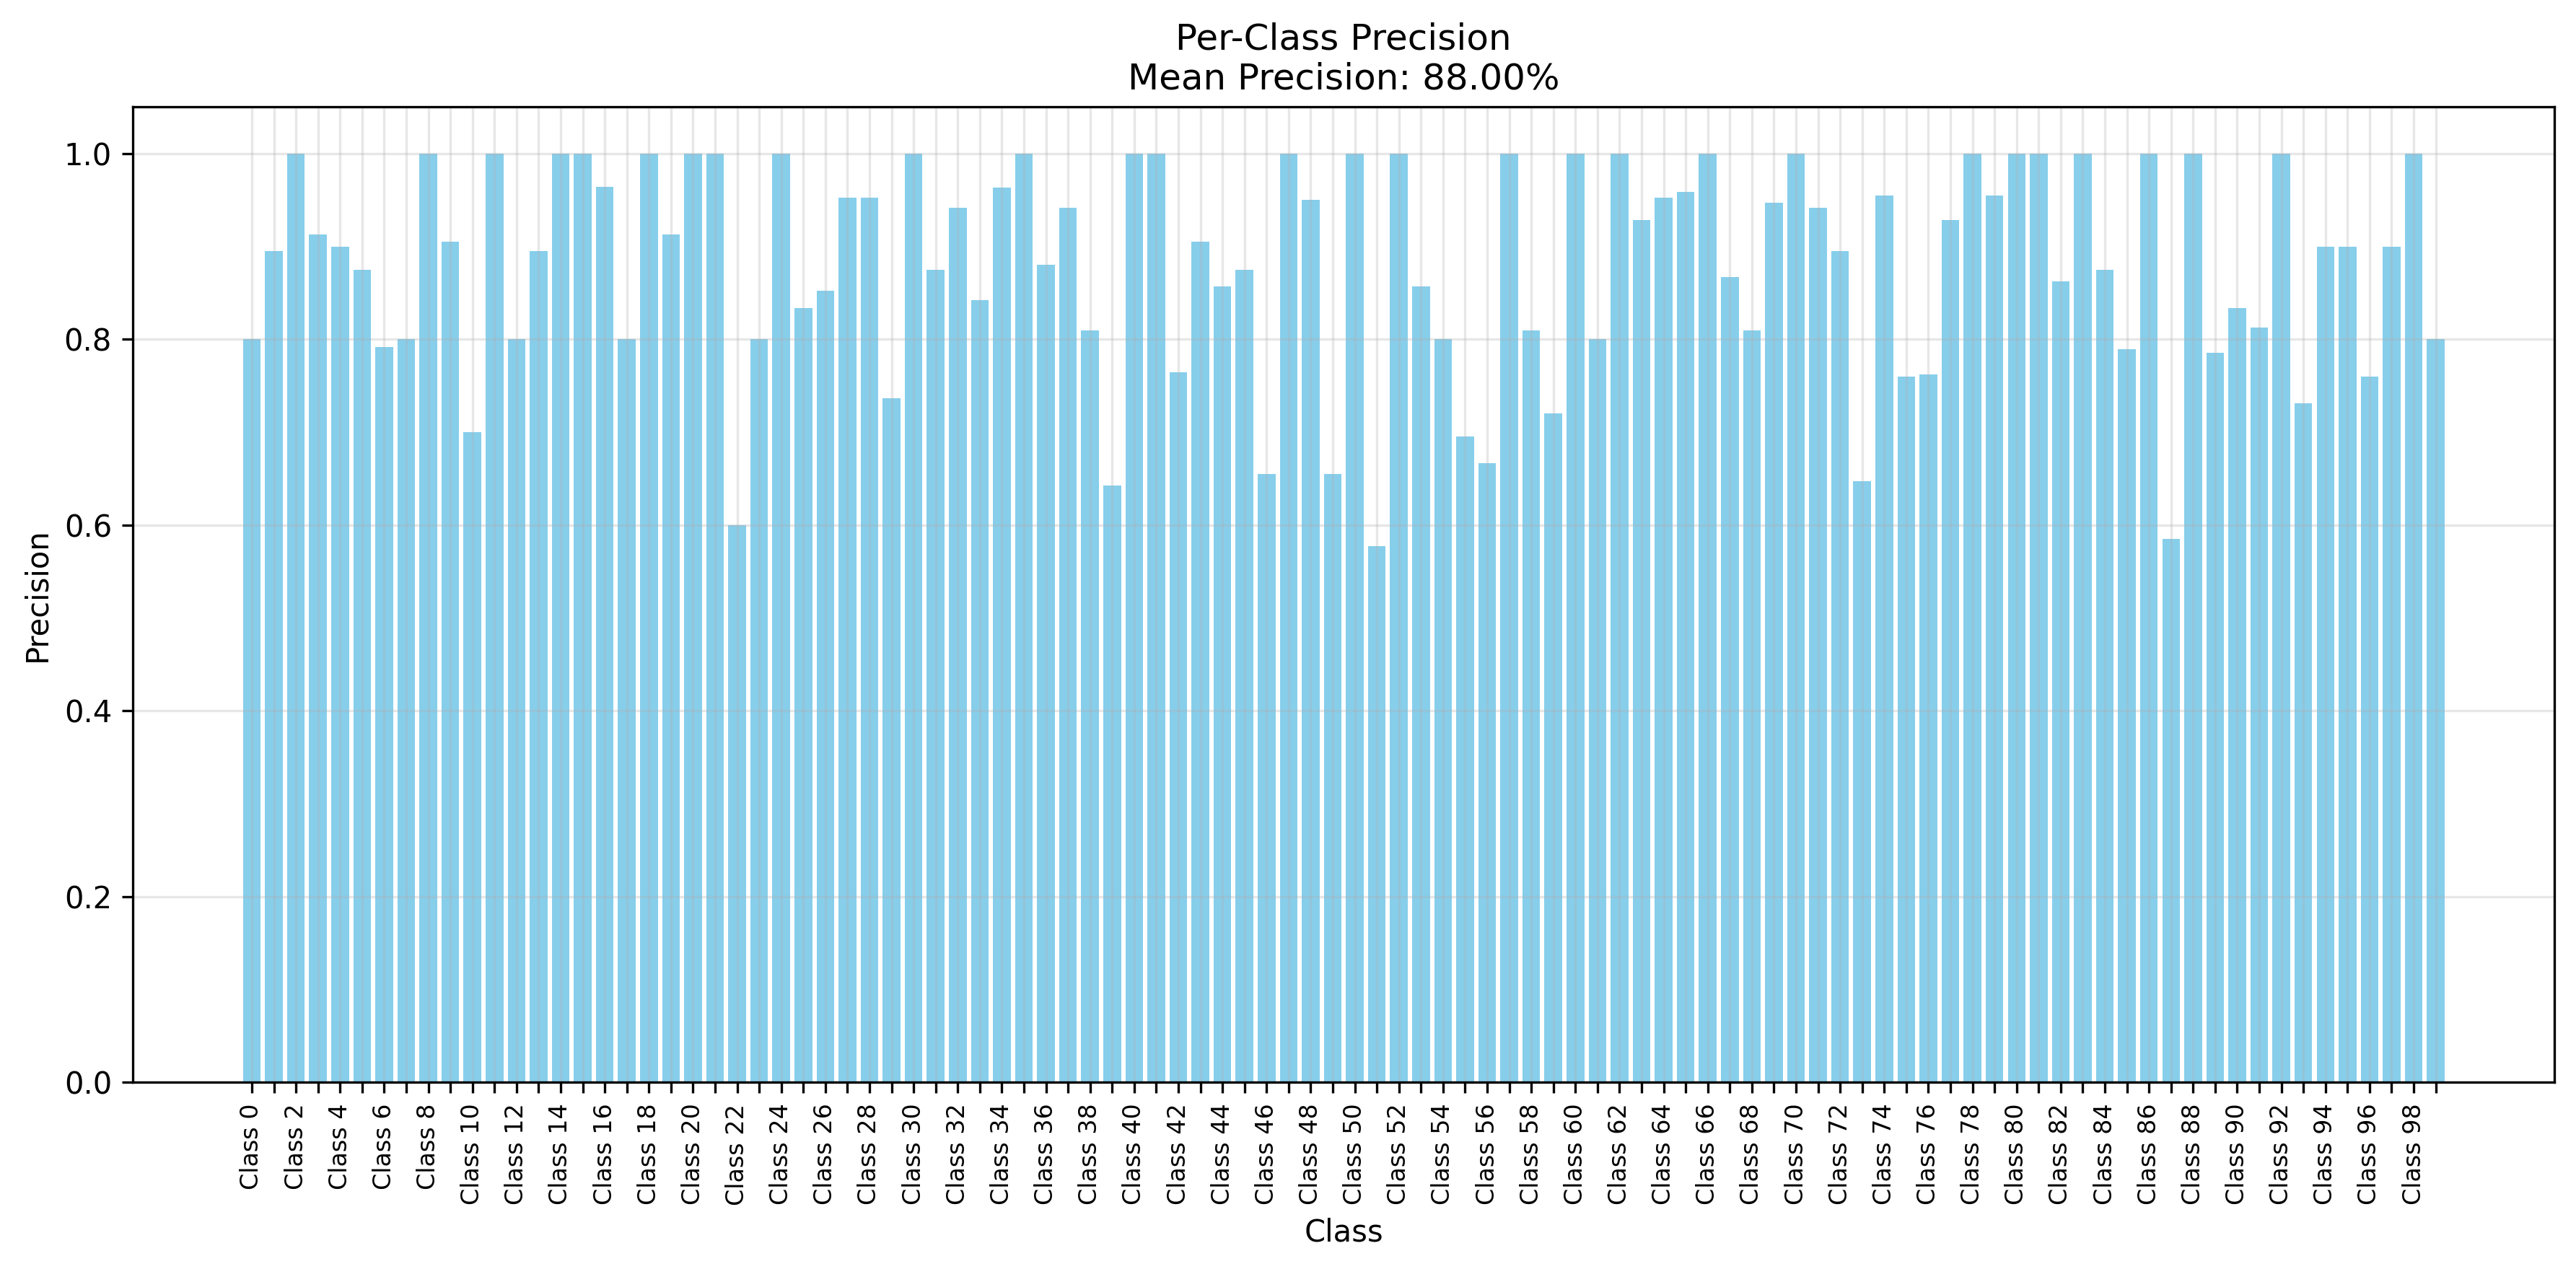 Per-Class Precision
Mean Precision: 88.00%
Precision
1.0
0.8
0.6
0.4
0.2
0.0
Class 0
Class 2
Class 4
Class 6
Class 8
Class 10
Class 12
Class 14
Class 16
Class 18
Class 20
Class 22
Class 24
Class 26
Class 28
Class 30
Class 32
Class 34
Class 36
Class 38
Class 40
Class 42
Class 44
Class 46
Class 48
Class 50
Class 52
Class 54
Class 56
Class 58
Class 60
Class 62
Class 64
Class 66
Class 68
Class 70
Class 72
Class 74
Class 76
Class 78
Class 80
Class 82
Class 84
Class 86
Class 88
Class 90
Class 92
Class 94
Class 96
Class 98
Class